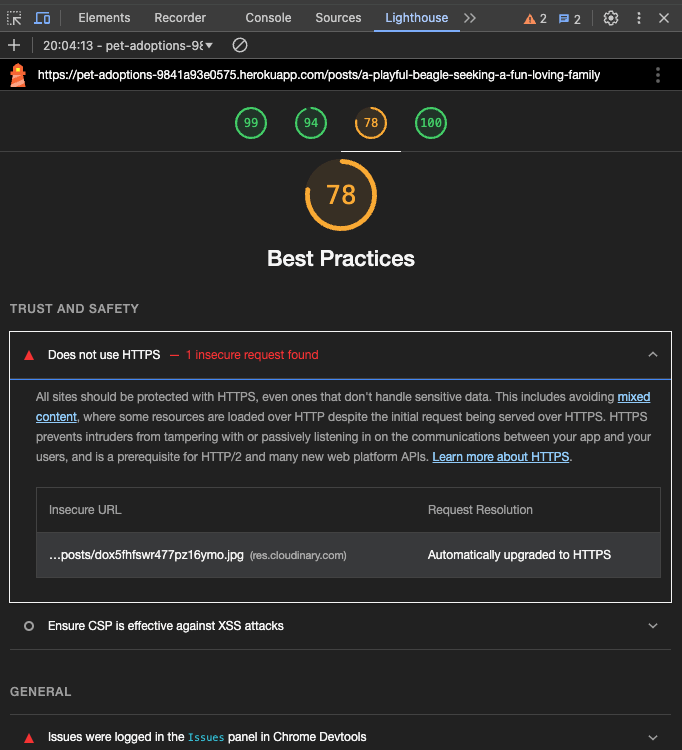 Elements Recorder Console Sources Lighthouse 2 2
20:04:13 - pet-adoptions-98
https://pet-adoptions-9841a93e0575.herokuapp.com/posts/a-playful-beagle-seeking-a-fun-loving-family
99 94 78 100
78
Best Practices
TRUST AND SAFETY
Does not use HTTPS — 1 insecure request found
All sites should be protected with HTTPS, even ones that don't handle sensitive data. This includes avoiding mixed
content, where some resources are loaded over HTTP despite the initial request being served over HTTPS. HTTPS
prevents intruders from tampering with or passively listening in on the communications between your app and your
users, and is a prerequisite for HTTP/2 and many new web platform APIs. Learn more about HTTPS.
Insecure URL Request Resolution
…posts/dox5fhfswr477pz16ymo.jpg (res.cloudinary.com) Automatically upgraded to HTTPS
Ensure CSP is effective against XSS attacks
GENERAL
Issues were logged in the Issues panel in Chrome Devtools